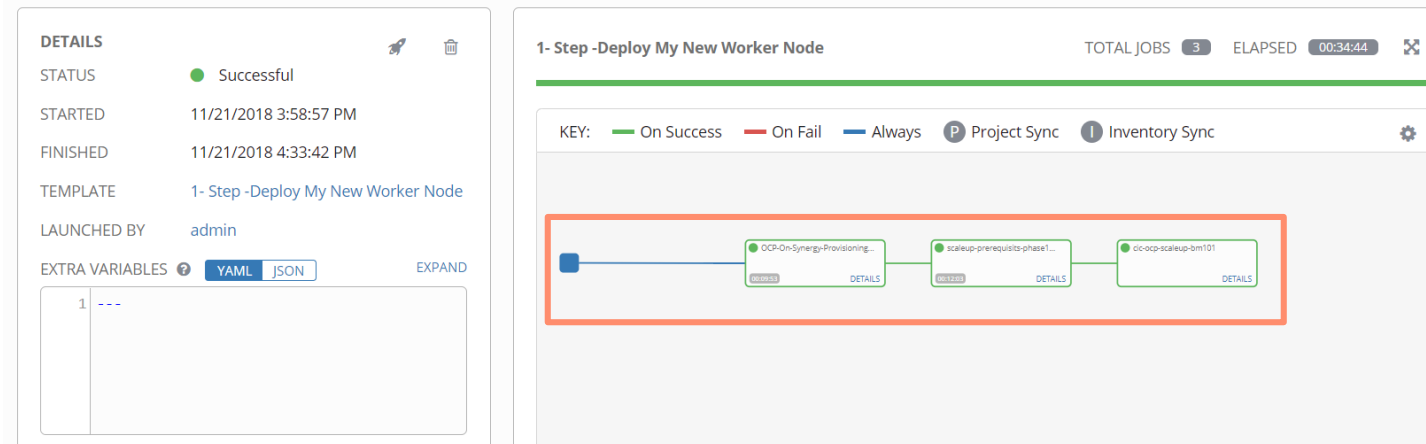 DETAILS
STATUS Successful
STARTED 11/21/2018 3:58:57 PM
FINISHED 11/21/2018 4:33:42 PM
TEMPLATE 1- Step -Deploy My New Worker Node
LAUNCHED BY admin
EXTRA VARIABLES ? YAML JSON EXPAND
1 ---
1- Step -Deploy My New Worker Node TOTAL JOBS 3 ELAPSED 00:34:44
KEY: On Success On Fail Always P Project Sync I Inventory Sync
OCP-On-Synergy-Provisioning...
00:09:53 DETAILS
scaleup-prerequisits-phase1...
00:12:03 DETAILS
cic-ocp-scaleup-bm101
DETAILS